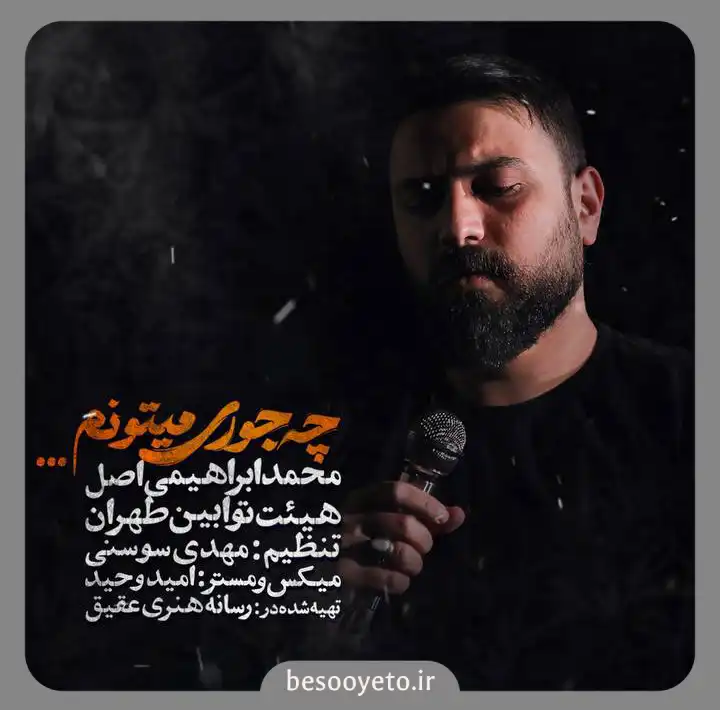 چه جوری میتونم...
محمد ابراهیمی اصل
هیئت توابین طهران
تنظیم: مهدی سوسنی
میکس و مستر: امید وحید
تهیه شده در: رسانه هنری عقیق
besooyeto.ir